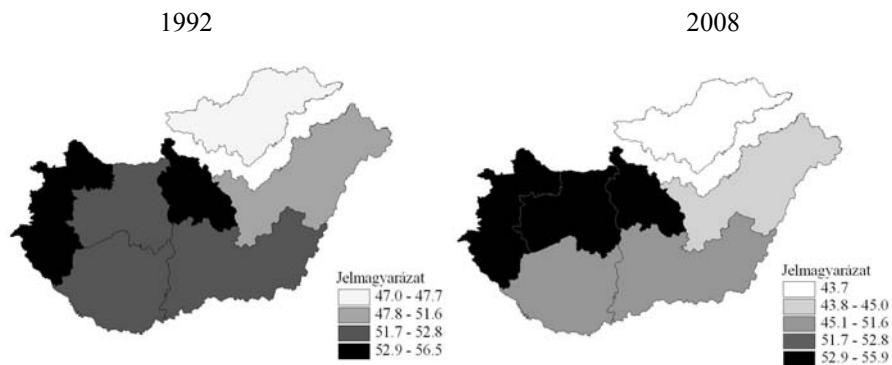 1992
2008
Jelmagyarázat
47.0 - 47.7
47.8 - 51.6
51.7 - 52.8
52.9 - 56.5
Jelmagyarázat
43.7
43.8 - 45.0
45.1 - 51.6
51.7 - 52.8
52.9 - 55.9